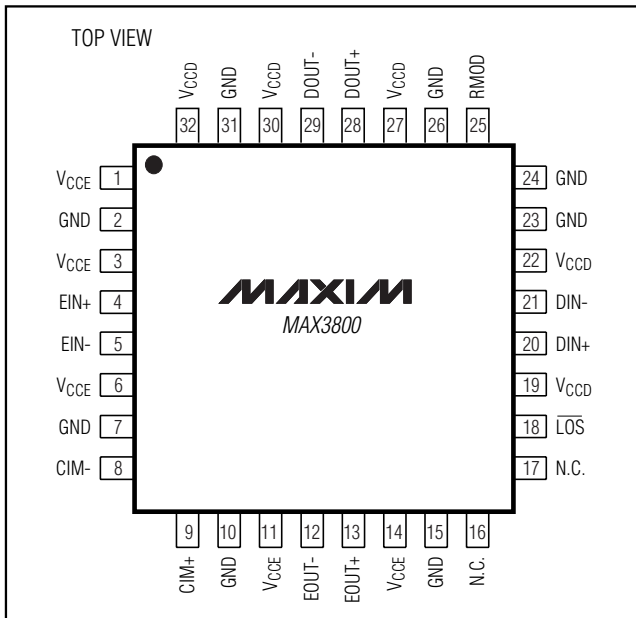 TOP VIEW
VCCD GND VCCD DOUT- DOUT+ VCCD GND RMOD
32 31 30 29 28 27 26 25
VCCE 1
GND 2
VCCE 3
EIN+ 4
EIN- 5
VCCE 6
GND 7
CIM- 8
MAXIM
MAX3800
24 GND
23 GND
22 VCCD
21 DIN-
20 DIN+
19 VCCD
18 L̅O̅S̅
17 N.C.
9 10 11 12 13 14 15 16
CIM+ GND VCCE EOUT- EOUT+ VCCE GND N.C.